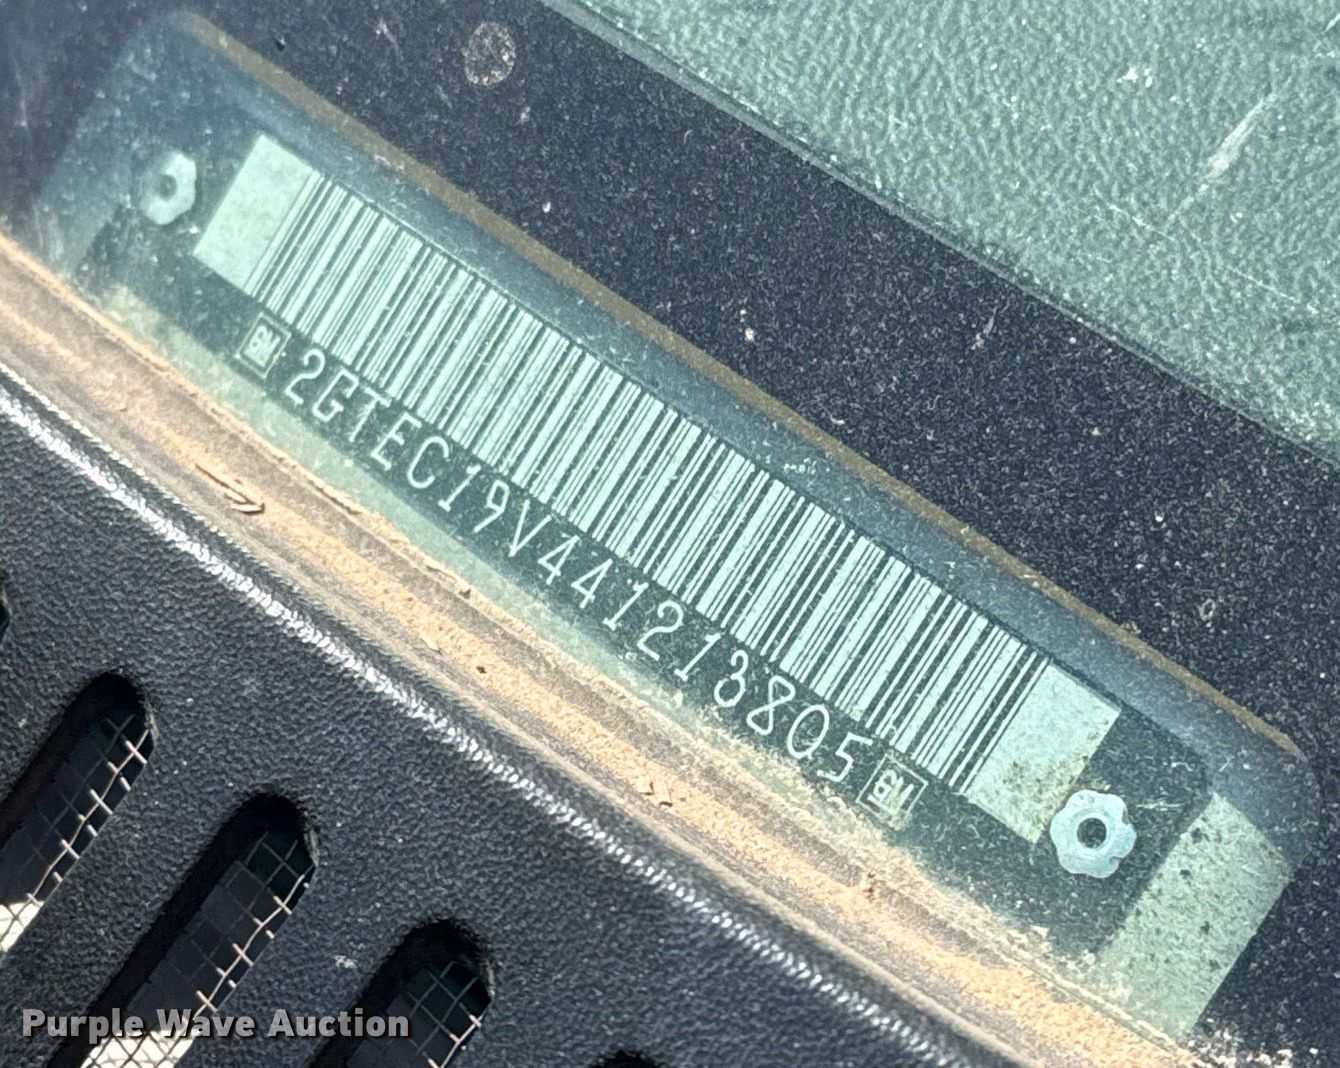 GM 2GTEC19V441213805 GM
Purple Wave Auction